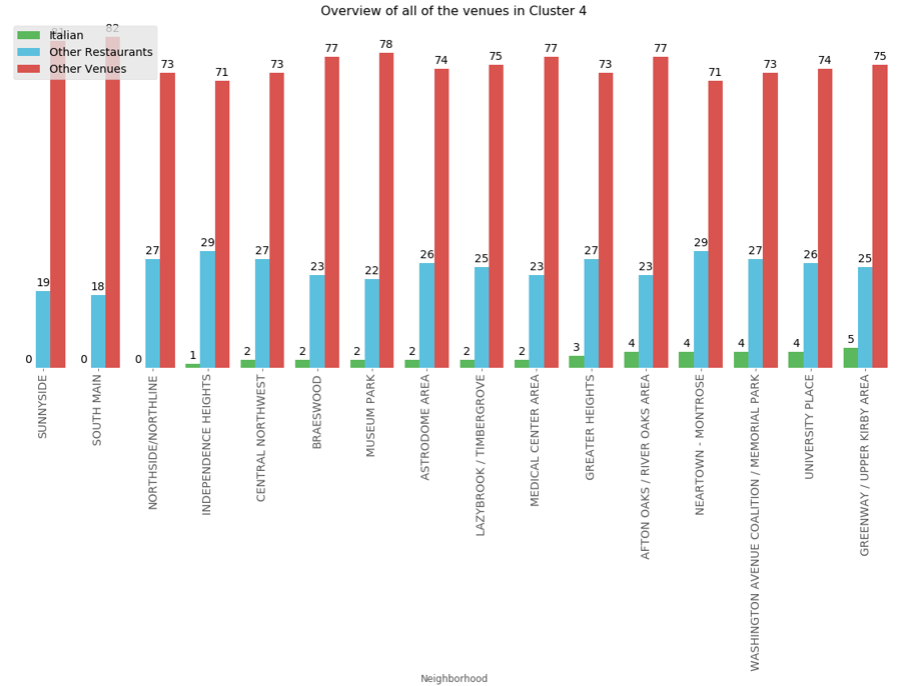 Overview of all of the venues in Cluster 4
Italian
Other Restaurants
Other Venues
82
73
71
73
77
78
74
75
77
73
77
71
73
74
75
19
18
27
29
27
23
22
26
25
23
27
23
29
27
26
25
0
0
0
1
2
2
2
2
2
2
3
4
4
4
4
5
SUNNYSIDE
SOUTH MAIN
NORTHSIDE/NORTHLINE
INDEPENDENCE HEIGHTS
CENTRAL NORTHWEST
BRAESWOOD
MUSEUM PARK
ASTRODOME AREA
LAZYBROOK / TIMBERGROVE
MEDICAL CENTER AREA
GREATER HEIGHTS
AFTON OAKS / RIVER OAKS AREA
NEARTOWN - MONTROSE
WASHINGTON AVENUE COALITION / MEMORIAL PARK
UNIVERSITY PLACE
GREENWAY / UPPER KIRBY AREA
Neighborhood